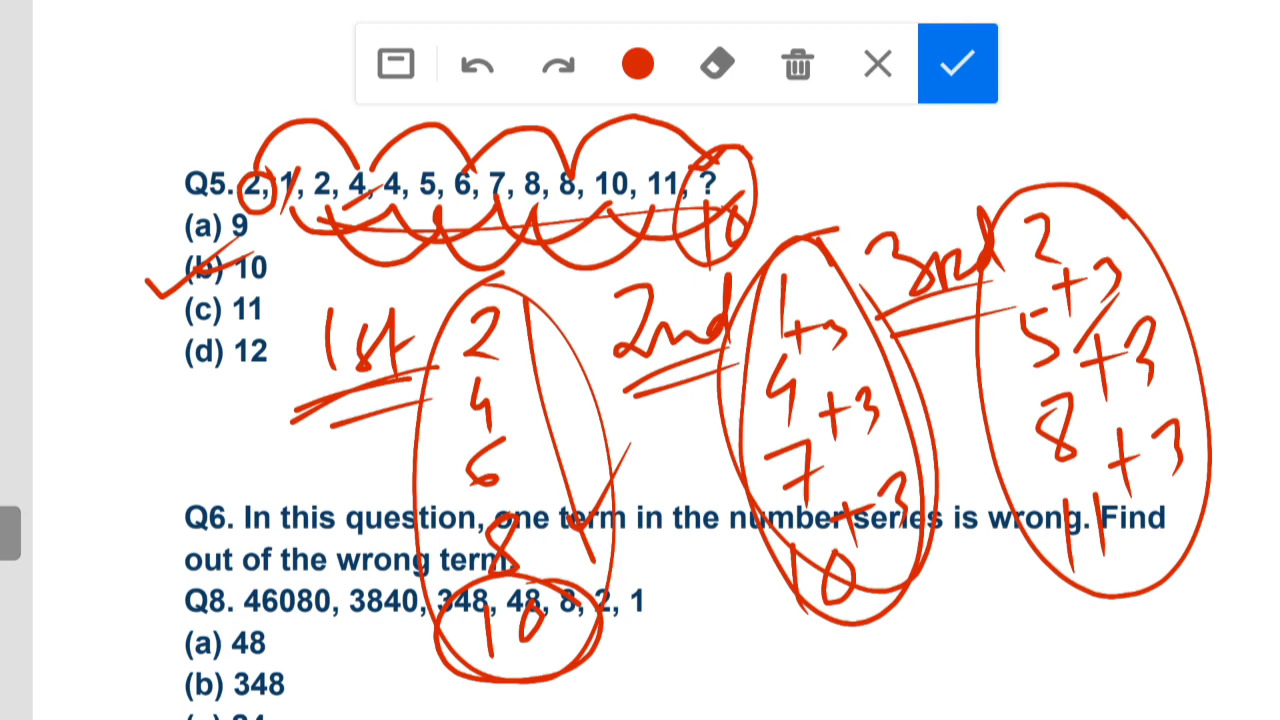 Q5. 2, 1, 2, 4, 4, 5, 6, 7, 8, 8, 10, 11, ?
10
(a) 9
(b) 10
(c) 11
(d) 12
1st
2
4
6
8
10
2nd
1
+3
4
+3
7
+3
10
3rd
2
+3
5
+3
8
+3
11
Q6. In this question, one term in the number series is wrong. Find
out of the wrong term.
Q8. 46080, 3840, 348, 48, 8, 2, 1
(a) 48
(b) 348